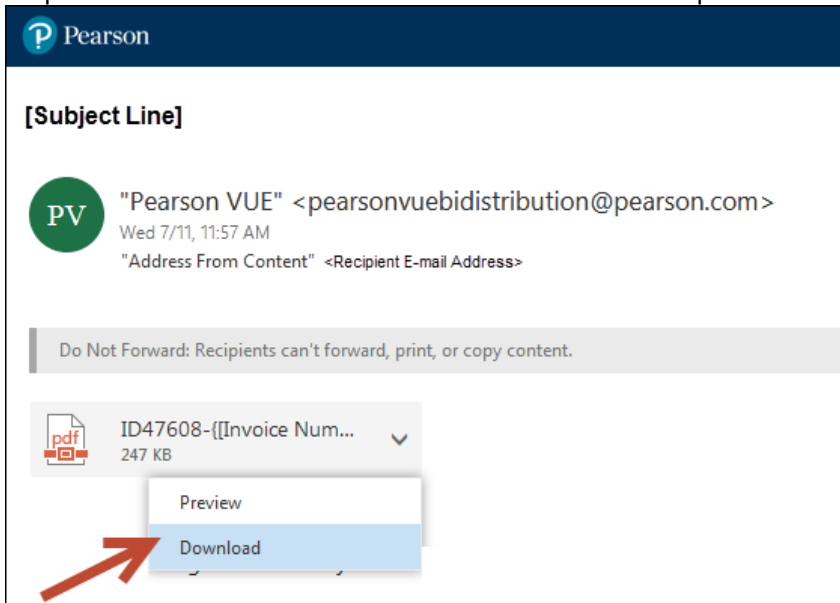 Pearson
[Subject Line]
PV
"Pearson VUE" <pearsonvuebidistribution@pearson.com>
Wed 7/11, 11:57 AM
"Address From Content" <Recipient E-mail Address>
Do Not Forward: Recipients can't forward, print, or copy content.
pdf
ID47608-{[Invoice Num...
247 KB
Preview
Download